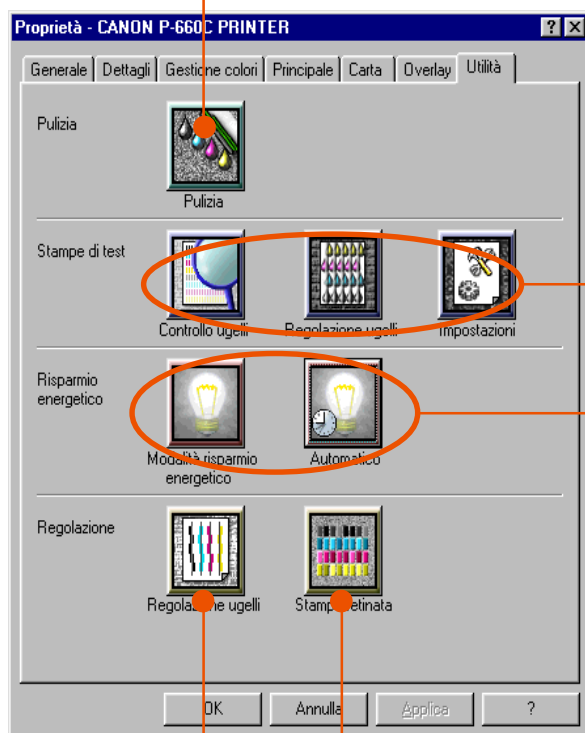 Proprietà - CANON P-660C PRINTER
Generale Dettagli Gestione colori Principale Carta Overlay Utilità
Pulizia
Pulizia
Stampe di test
Controllo ugelli Regolazione ugelli Impostazioni
Risparmio
energetico
Modalità risparmio
energetico
Automatico
Regolazione
Regolazione ugelli Stampa retinata
OK Annulla Applica ?